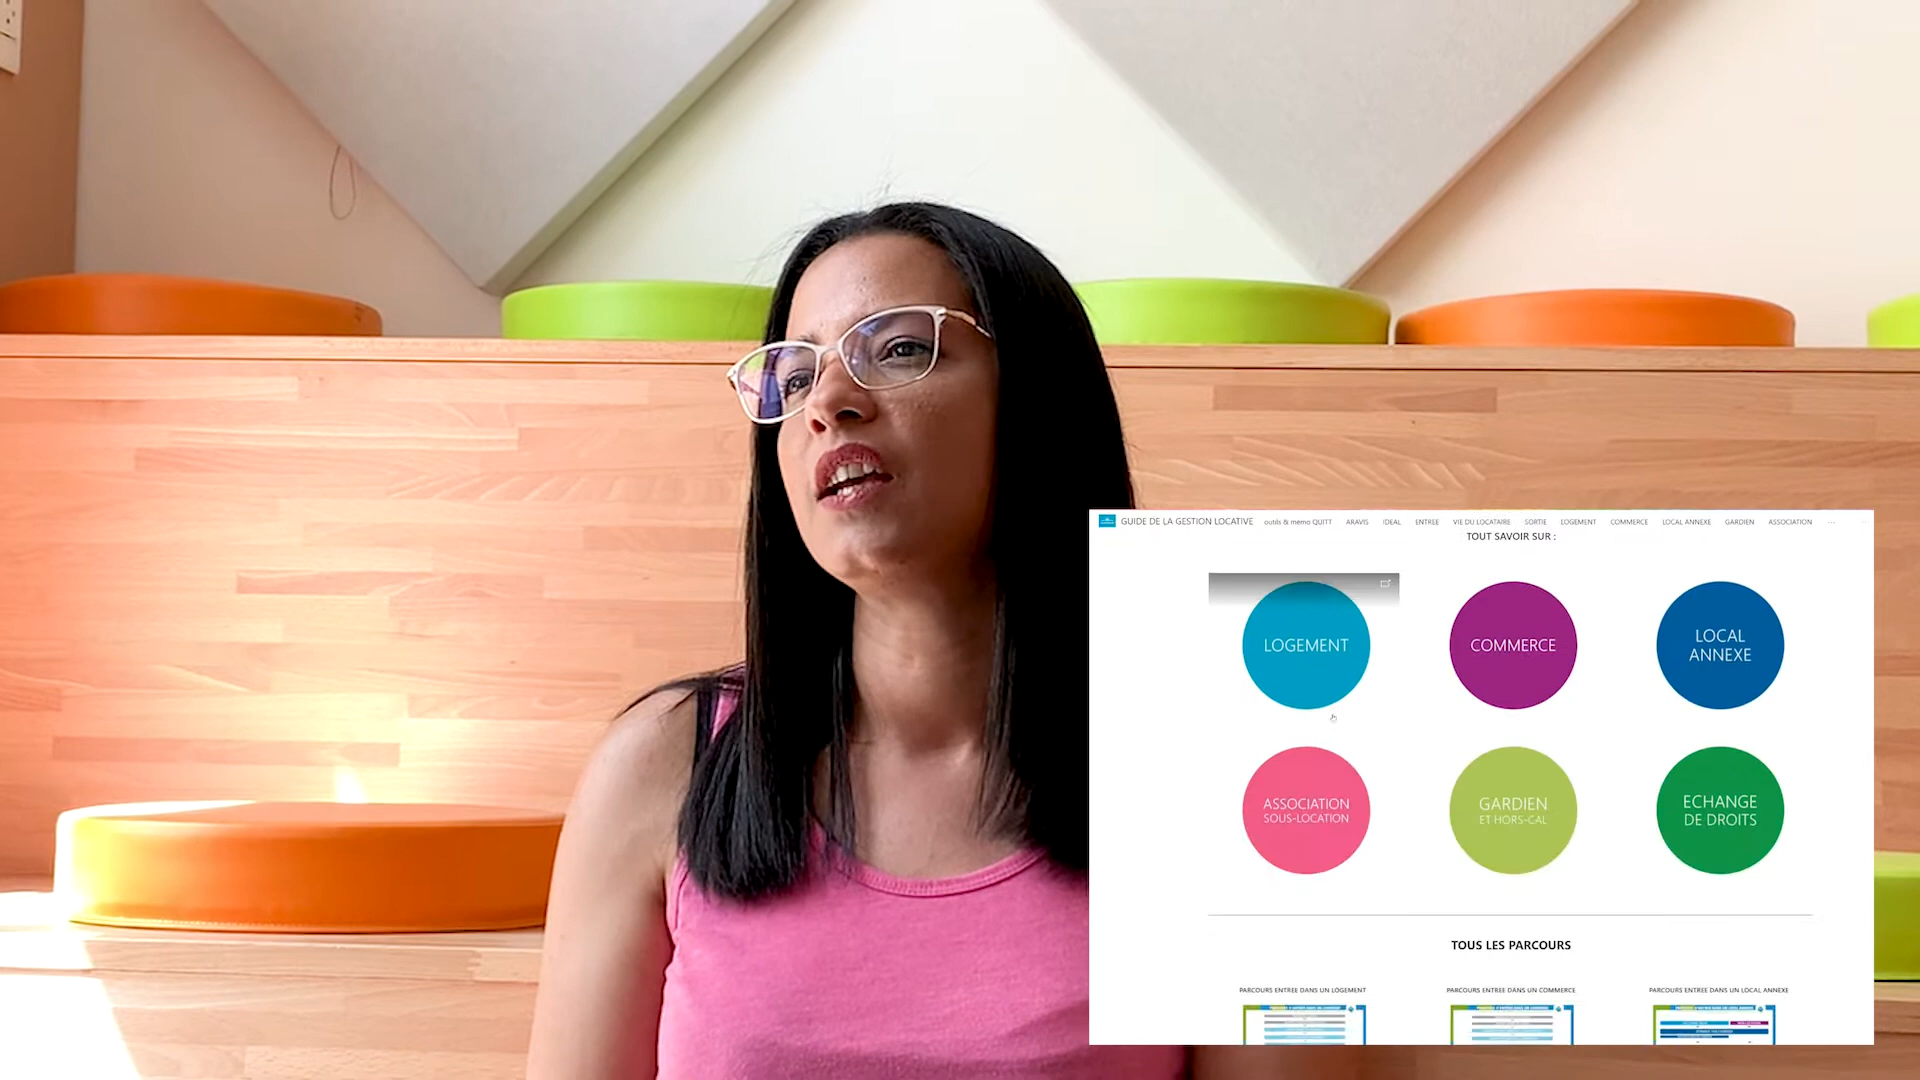 GUIDE DE LA GESTION LOCATIVE outils & mémo QUITT ARAVIS IDEAL ENTREE VIE DU LOCATAIRE SORTIE LOGEMENT COMMERCE LOCAL ANNEXE GARDIEN ASSOCIATION ...
TOUT SAVOIR SUR :
LOGEMENT
COMMERCE
LOCAL
ANNEXE
ASSOCIATION
SOUS-LOCATION
GARDIEN
ET HORS-CAL
ECHANGE
DE DROITS
TOUS LES PARCOURS
PARCOURS ENTREE DANS UN LOGEMENT
PARCOURS ENTREE DANS UN COMMERCE
PARCOURS ENTREE DANS UN LOCAL ANNEXE